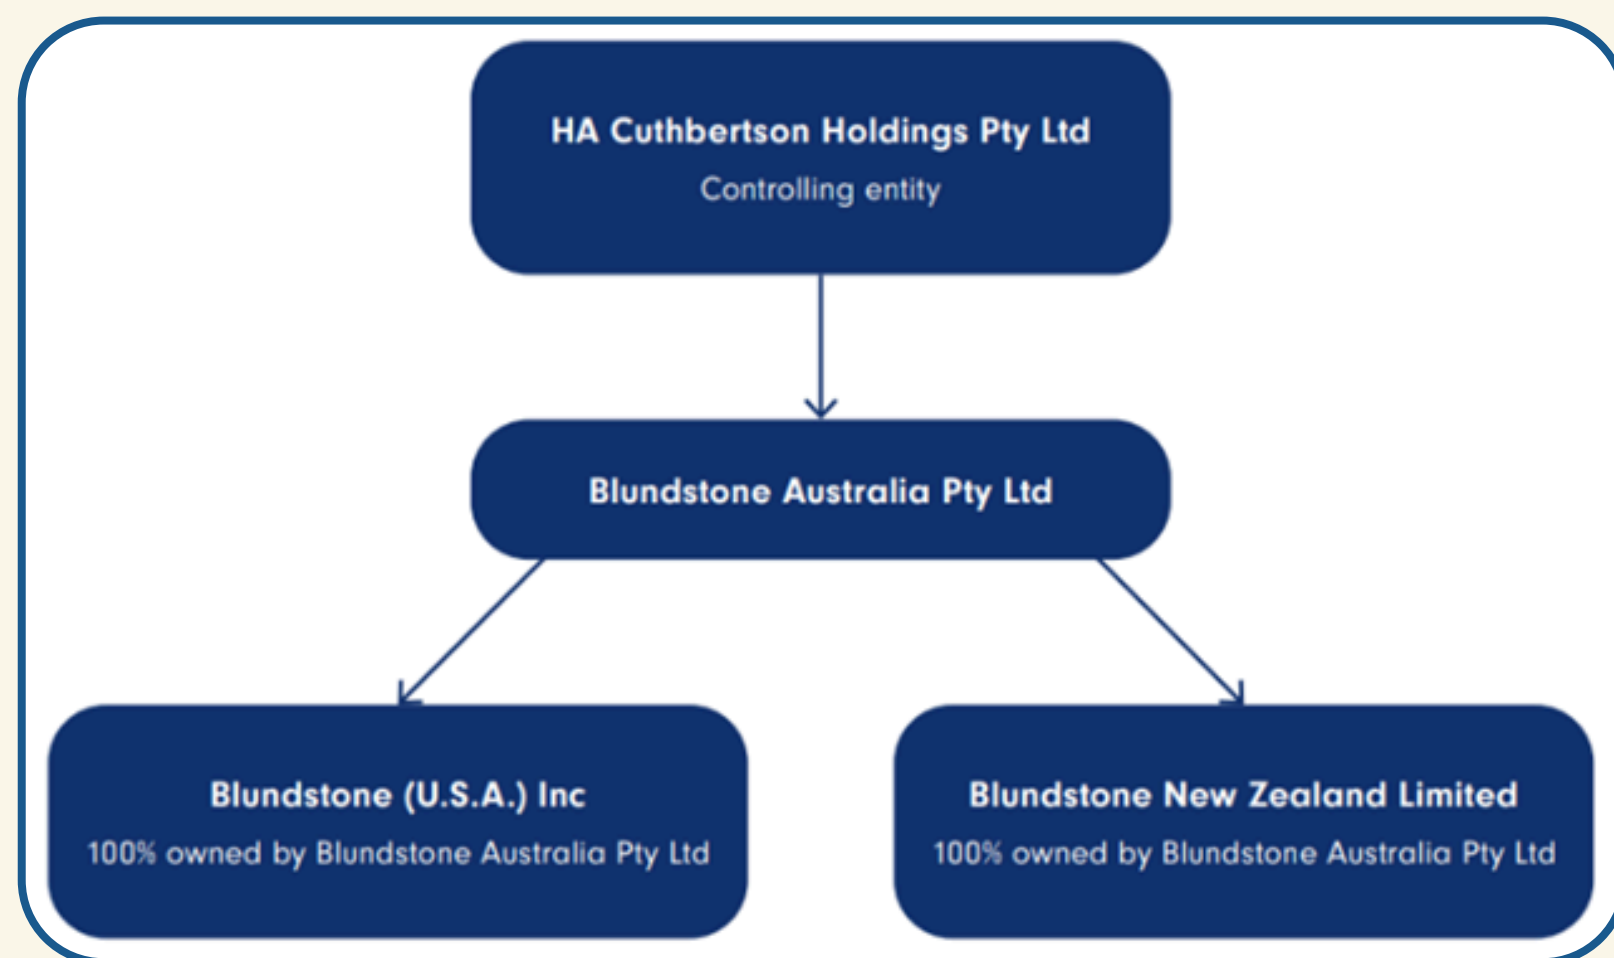 HA Cuthbertson Holdings Pty Ltd
Controlling entity
Blundstone Australia Pty Ltd
Blundstone (U.S.A.) Inc
100% owned by Blundstone Australia Pty Ltd
Blundstone New Zealand Limited
100% owned by Blundstone Australia Pty Ltd